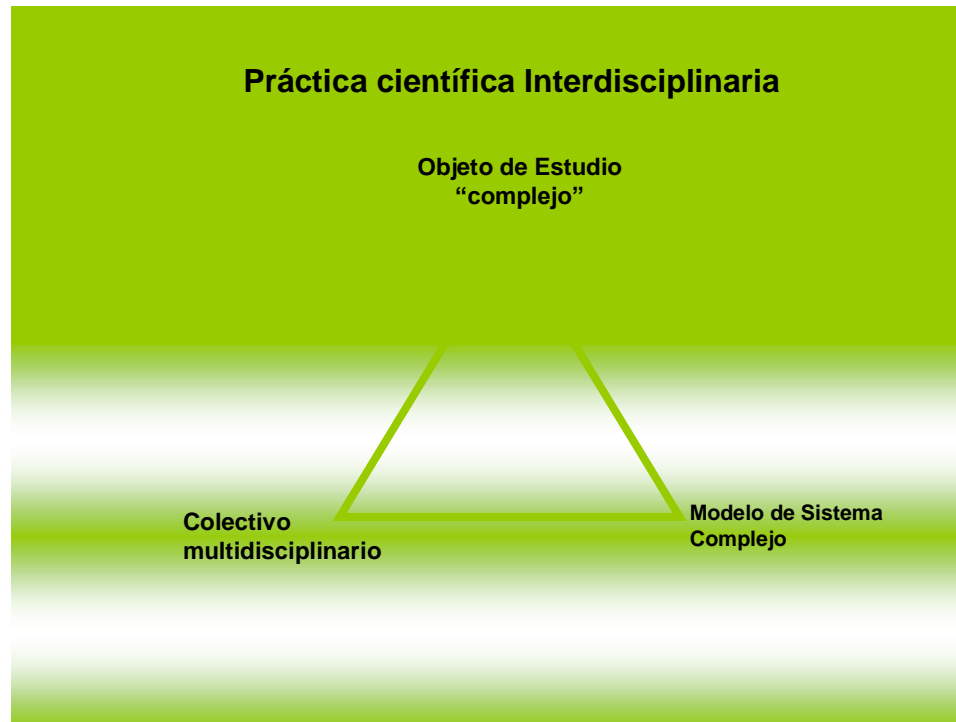 Práctica científica Interdisciplinaria
Objeto de Estudio
“complejo”
Colectivo
multidisciplinario
Modelo de Sistema
Complejo